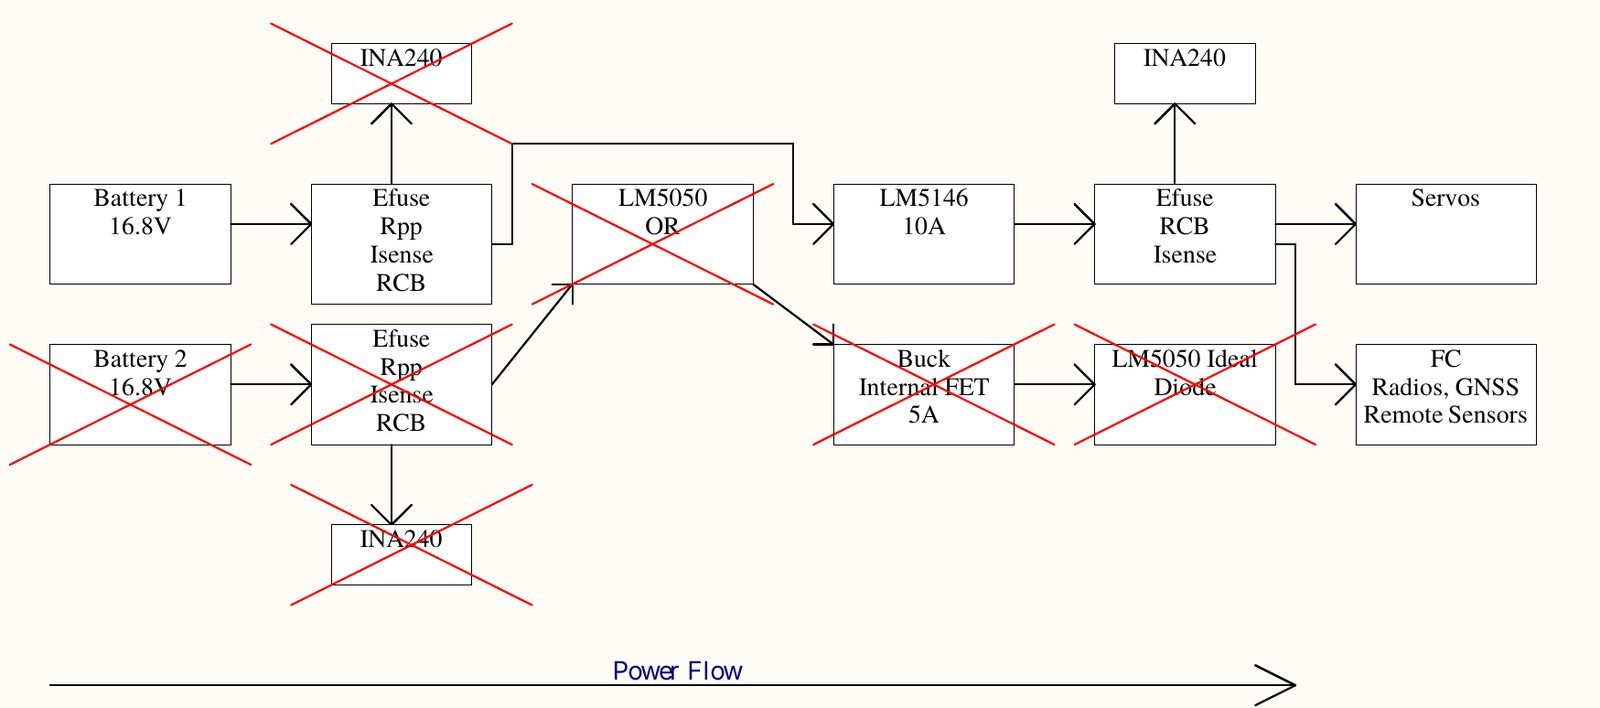 INA240
INA240
Battery 1
16.8V
Efuse
Rpp
Isense
RCB
LM5050
OR
LM5146
10A
Efuse
RCB
Isense
Servos
Battery 2
16.8V
Efuse
Rpp
Isense
RCB
Buck
Internal FET
5A
LM5050 Ideal
Diode
FC
Radios, GNSS
Remote Sensors
INA240
Power Flow